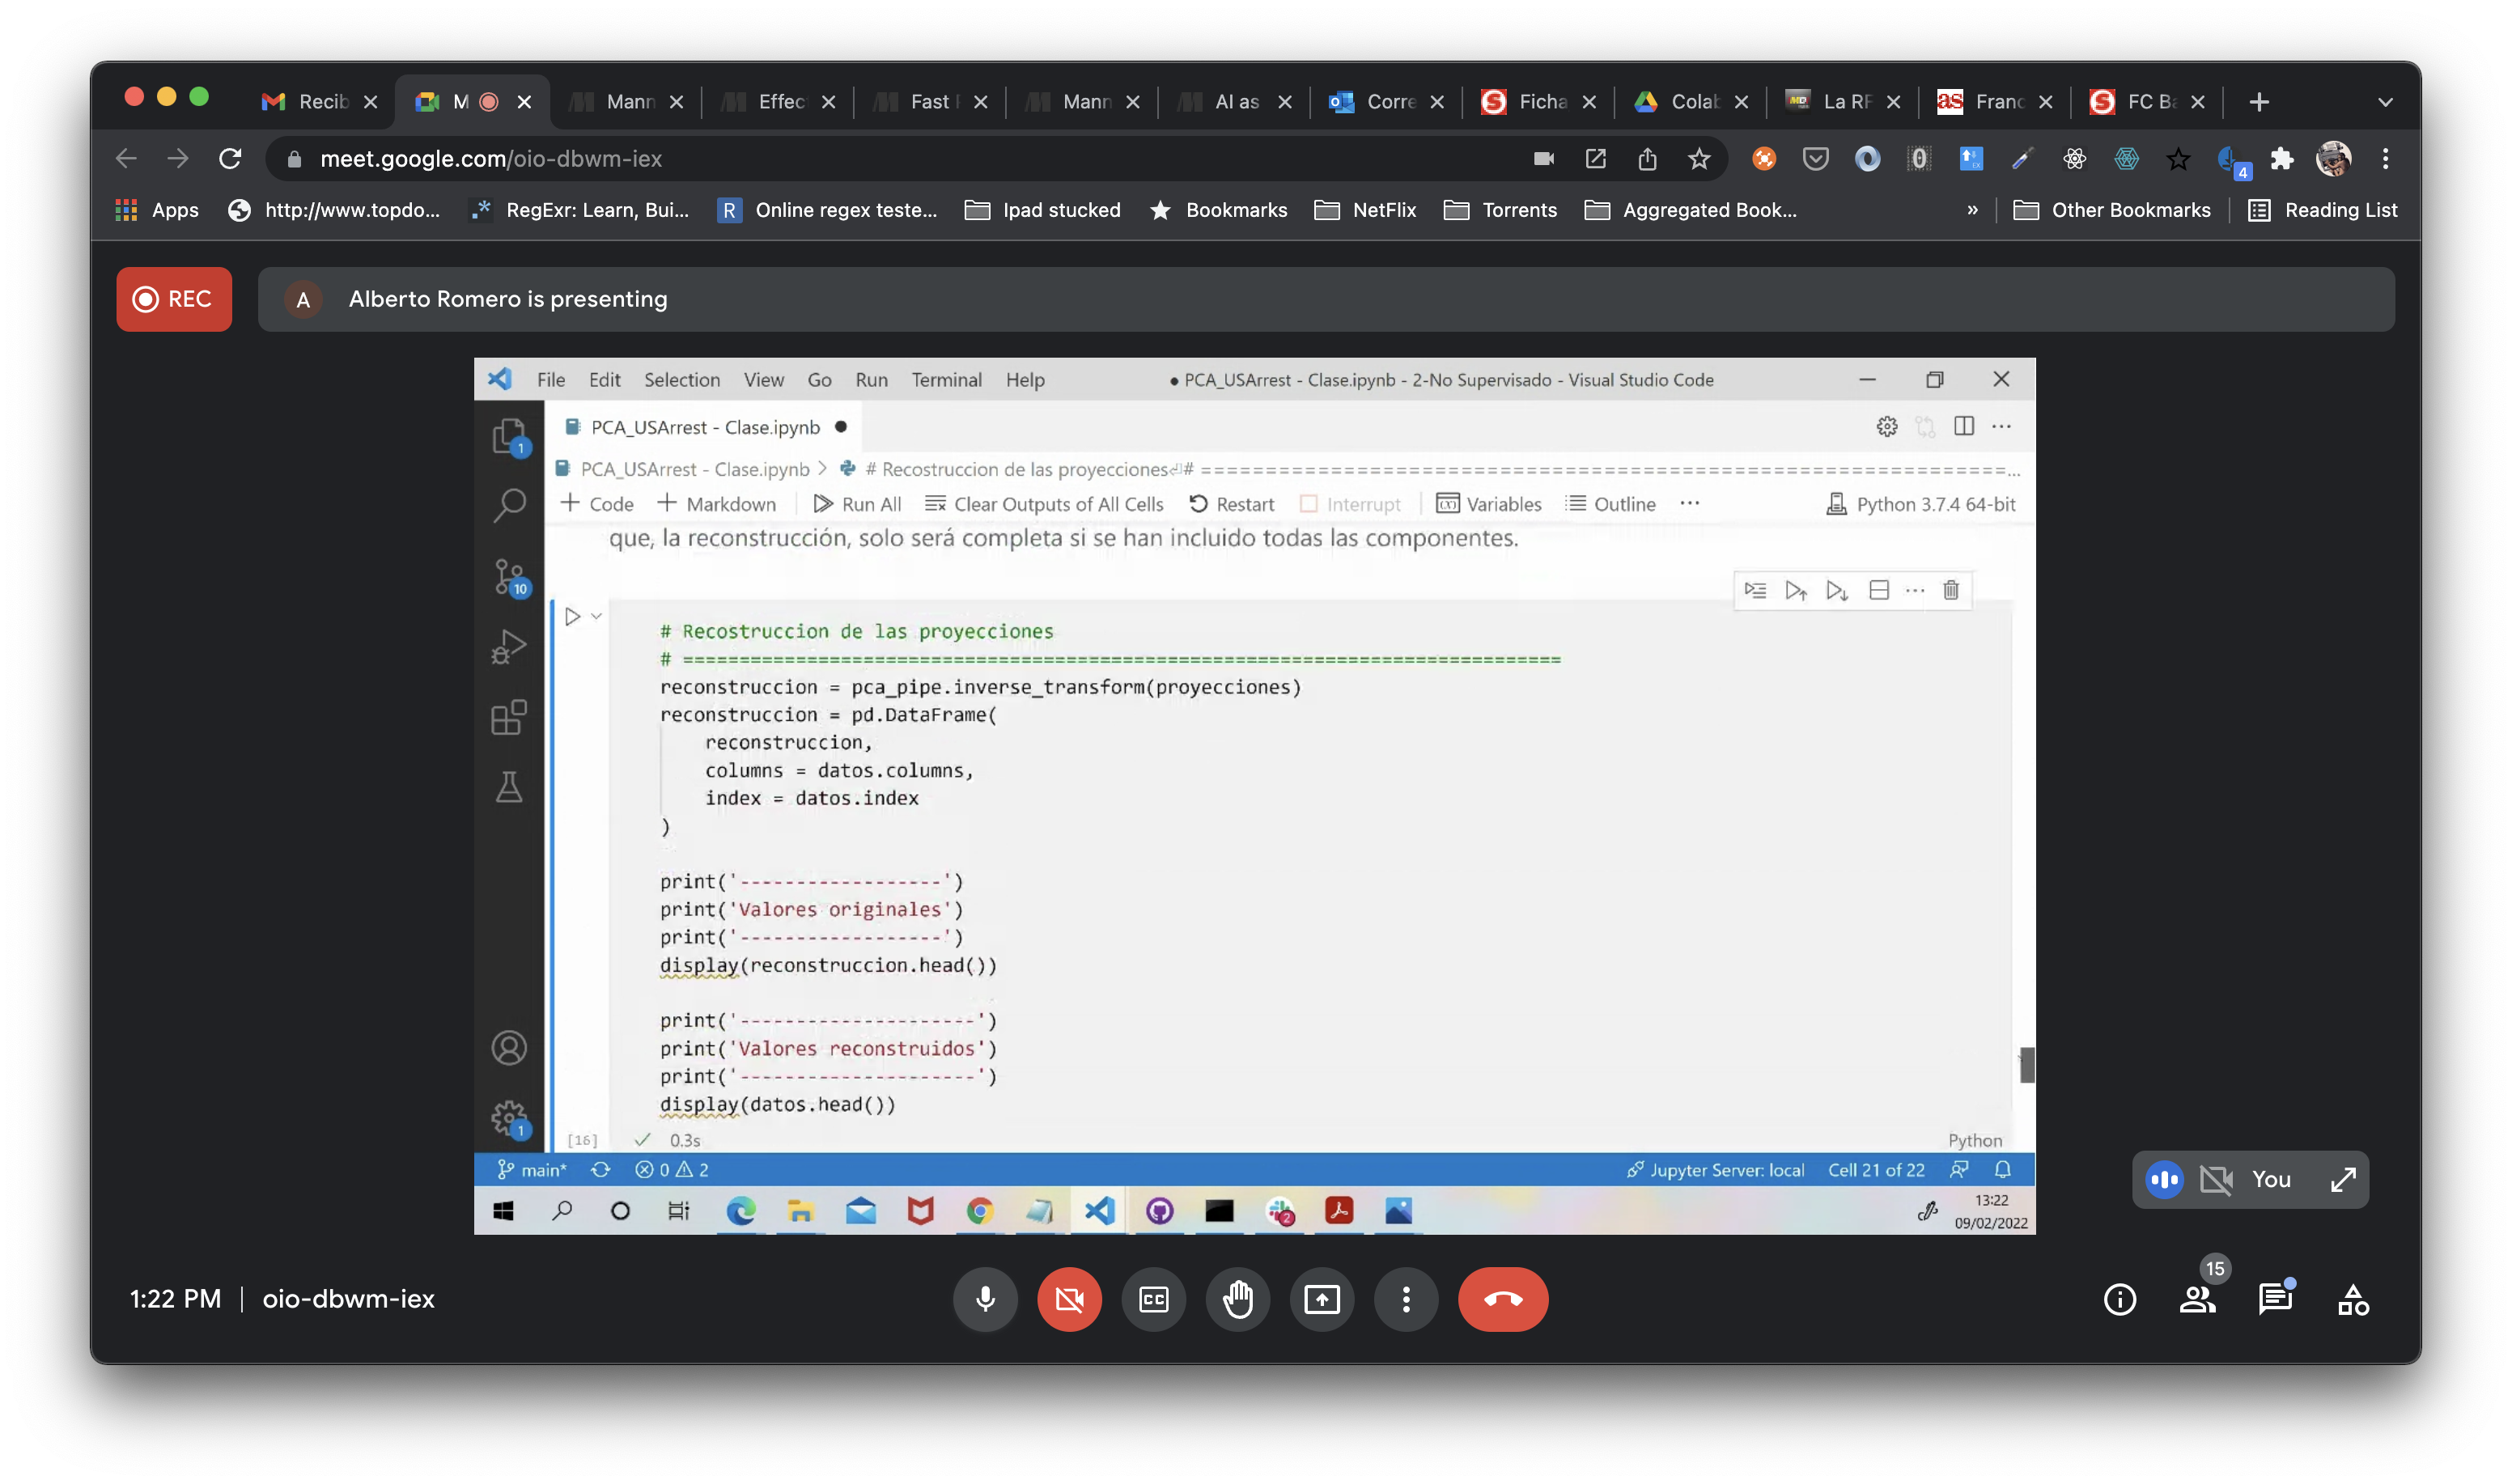 Recib
M
Mann
Effec
Fast
Mann
AI as
Corre
Ficha
Colab
La RF
as Franc
FC Ba
meet.google.com/oio-dbwm-iex
4
Apps http://www.topdo... RegExr: Learn, Bui... R Online regex teste... Ipad stucked Bookmarks NetFlix Torrents Aggregated Book... » Other Bookmarks Reading List
REC A Alberto Romero is presenting
File Edit Selection View Go Run Terminal Help ● PCA_USArrest - Clase.ipynb - 2-No Supervisado - Visual Studio Code
PCA_USArrest - Clase.ipynb ●
PCA_USArrest - Clase.ipynb > # Recostruccion de las proyecciones⏎# ==============================================================...
+ Code + Markdown Run All Clear Outputs of All Cells Restart Interrupt Variables Outline ··· Python 3.7.4 64-bit
que, la reconstrucción, solo será completa si se han incluido todas las componentes.
1
10
# Recostruccion de las proyecciones
# ==============================================================================
reconstruccion = pca_pipe.inverse_transform(proyecciones)
reconstruccion = pd.DataFrame(
reconstruccion,
columns = datos.columns,
index = datos.index
)
print('------------------')
print('Valores originales')
print('------------------')
display(reconstruccion.head())
print('---------------------')
print('Valores reconstruidos')
print('---------------------')
display(datos.head())
1
[16] ✓ 0.3s Python
main* 0 2 Jupyter Server: local Cell 21 of 22
2
13:22
09/02/2022
You
1:22 PM | oio-dbwm-iex
CC
15